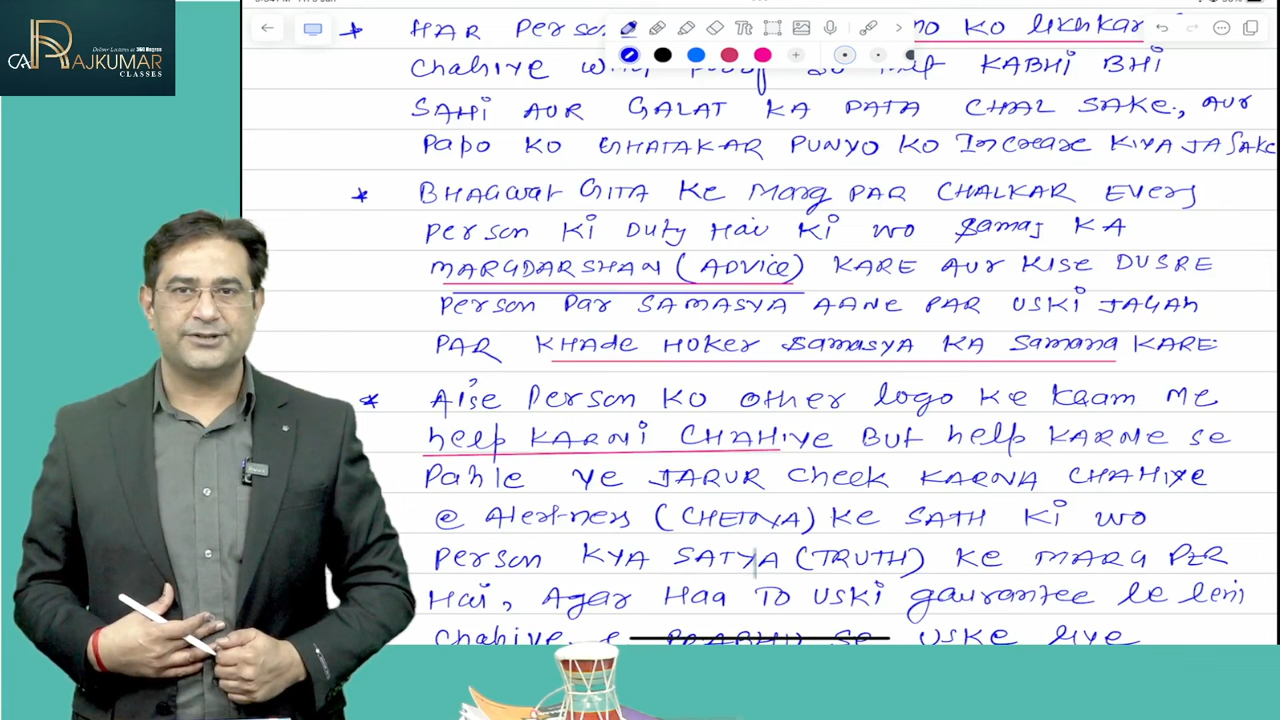 Deliver Lectures at 360 Degree
CA RAJKUMAR
CLASSES
★ HAR Person KO likhkar
Chahiye KABHI BHI
SAHI AUR GALAT KA PATA CHAL SAKE, AUR
Papo KO GHATAKAR PUNYO KO Increase KIYA JA SAKE
★ BHAGWAT GITA Ke Marg PAR CHALKAR Every
Person Ki Duty Hai Ki wo Samaj KA
MARGDARSHAN (ADVICE) KARE AUR KISE DUSRE
Person Par SAMASYA AANE PAR USKI JAGAH
PAR KHADE HOKER Samasya KA Samana KARE
★ Aise Person KO other logo Ke Kaam Me
help KARNI CHAHIYE BUT help KARNE se
Pahle Ye JARUR Check KARNA CHAHIYE
@ Alertness (CHETNYA) Ke SATH Ki wo
Person KYA SATYA (TRUTH) Ke MARG PER
Hai, Agar Haa TO USKI gaurantee le leni
Chahiye USKE liye